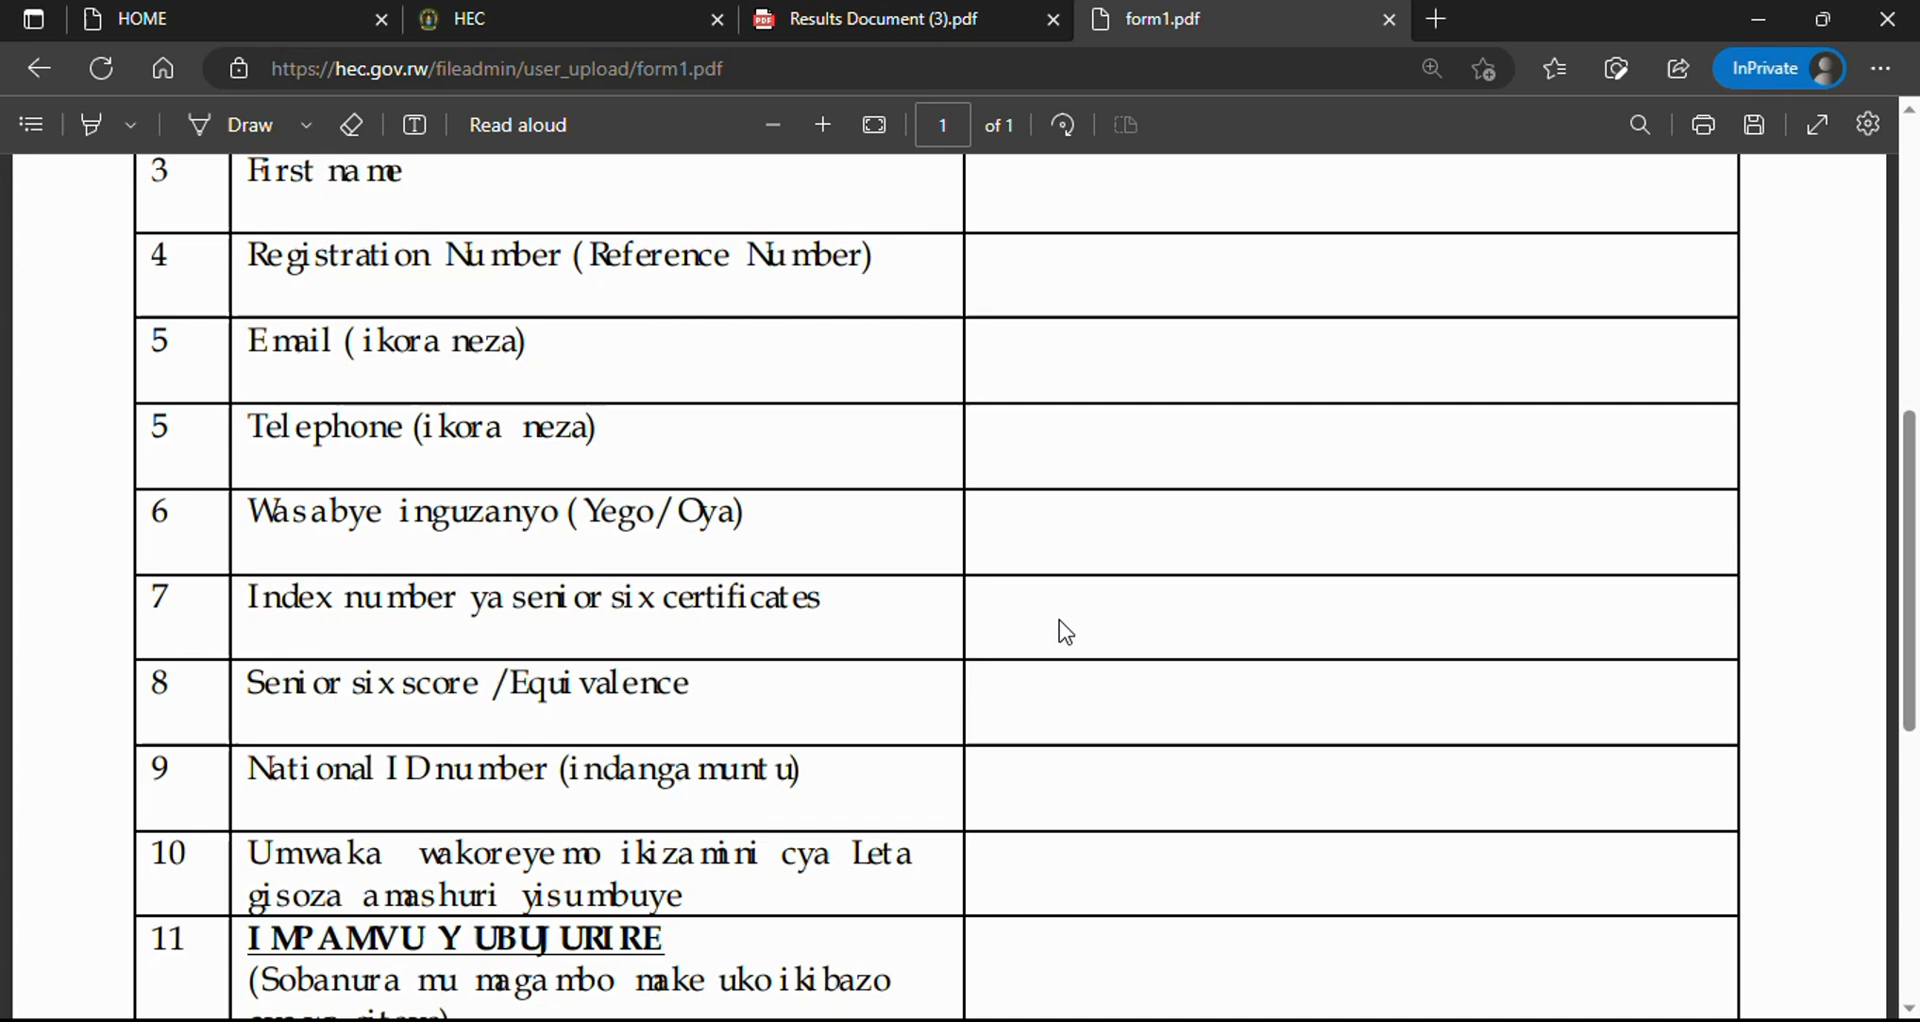 HOME
HEC
Results Document (3).pdf
form1.pdf
https://hec.gov.rw/fileadmin/user_upload/form1.pdf
InPrivate
Draw
Read aloud
1 of 1
3 First name
4 Registration Number (Reference Number)
5 Email (ikora neza)
5 Telephone (ikora neza)
6 Wasabye inguzanyo (Yego/Oya)
7 Index number ya senior six certificates
8 Senior six score /Equivalence
9 National ID number (indangamuntu)
10 Umwaka wakoreyemo ikizamini cya Leta
gisoza amashuri yisumbuye
11 IMPAMVU Y UBUJURIRE
(Sobanura mu magambo make uko ikibazo